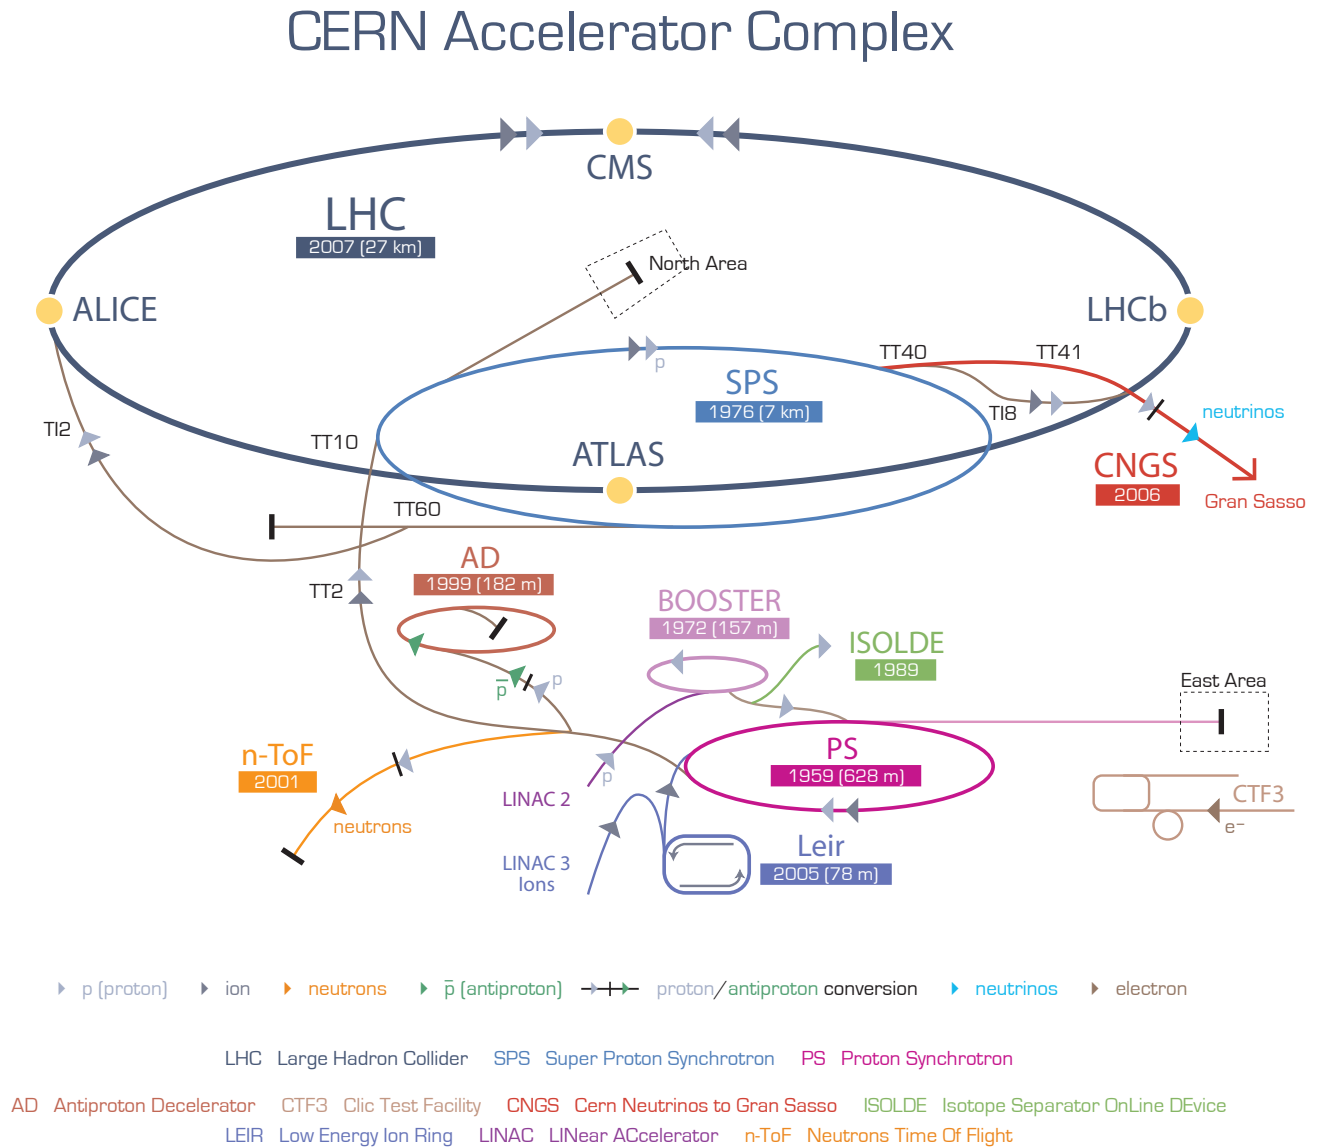 CERN Accelerator Complex
CMS
LHC
2007 (27 km)
North Area
ALICE
LHCb
TT40
TT41
p
SPS
1976 (7 km)
TI8
neutrinos
TI2
TT10
ATLAS
CNGS
2006
Gran Sasso
TT60
AD
1999 (182 m)
TT2
BOOSTER
1972 (157 m)
ISOLDE
1989
p̅
p
East Area
n-ToF
2001
PS
1959 (628 m)
p
LINAC 2
CTF3
neutrons
e⁻
Leir
2005 (78 m)
LINAC 3
Ions
p (proton) ion neutrons p̅ (antiproton) proton/antiproton conversion neutrinos electron
LHC Large Hadron Collider SPS Super Proton Synchrotron PS Proton Synchrotron
AD Antiproton Decelerator CTF3 Clic Test Facility CNGS Cern Neutrinos to Gran Sasso ISOLDE Isotope Separator OnLine DEvice
LEIR Low Energy Ion Ring LINAC LINear ACcelerator n-ToF Neutrons Time Of Flight